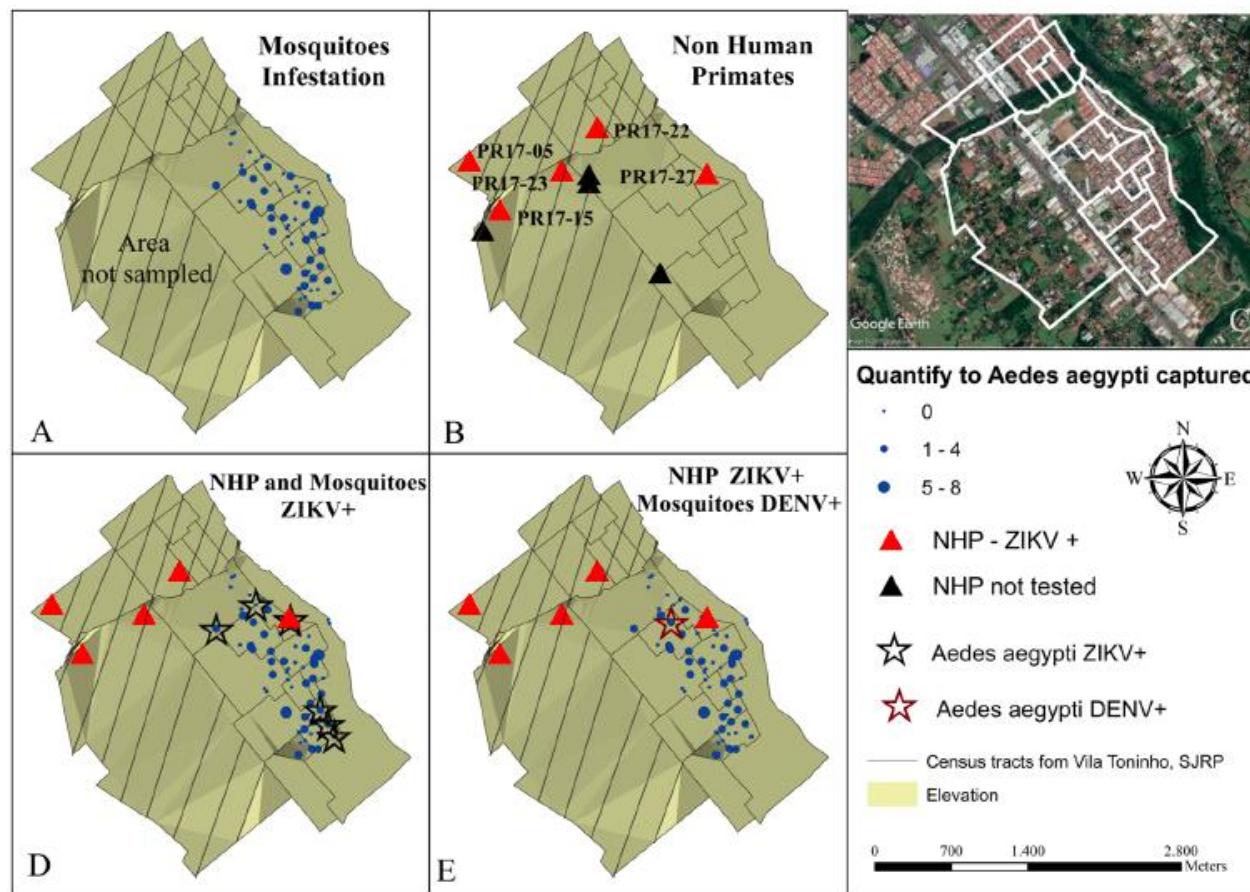 Mosquitoes
Infestation
Area
not sampled
A
Non Human
Primates
PR17-22
PR17-05
PR17-23
PR17-27
PR17-15
B
Google Earth
C
NHP and Mosquitoes
ZIKV+
D
NHP ZIKV+
Mosquitoes DENV+
E
Quantify to Aedes aegypti captured
0
1 - 4
5 - 8
N
W
E
S
NHP - ZIKV +
NHP not tested
Aedes aegypti ZIKV+
Aedes aegypti DENV+
Census tracts fom Vila Toninho, SJRP
Elevation
0 700 1.400 2.800
Meters